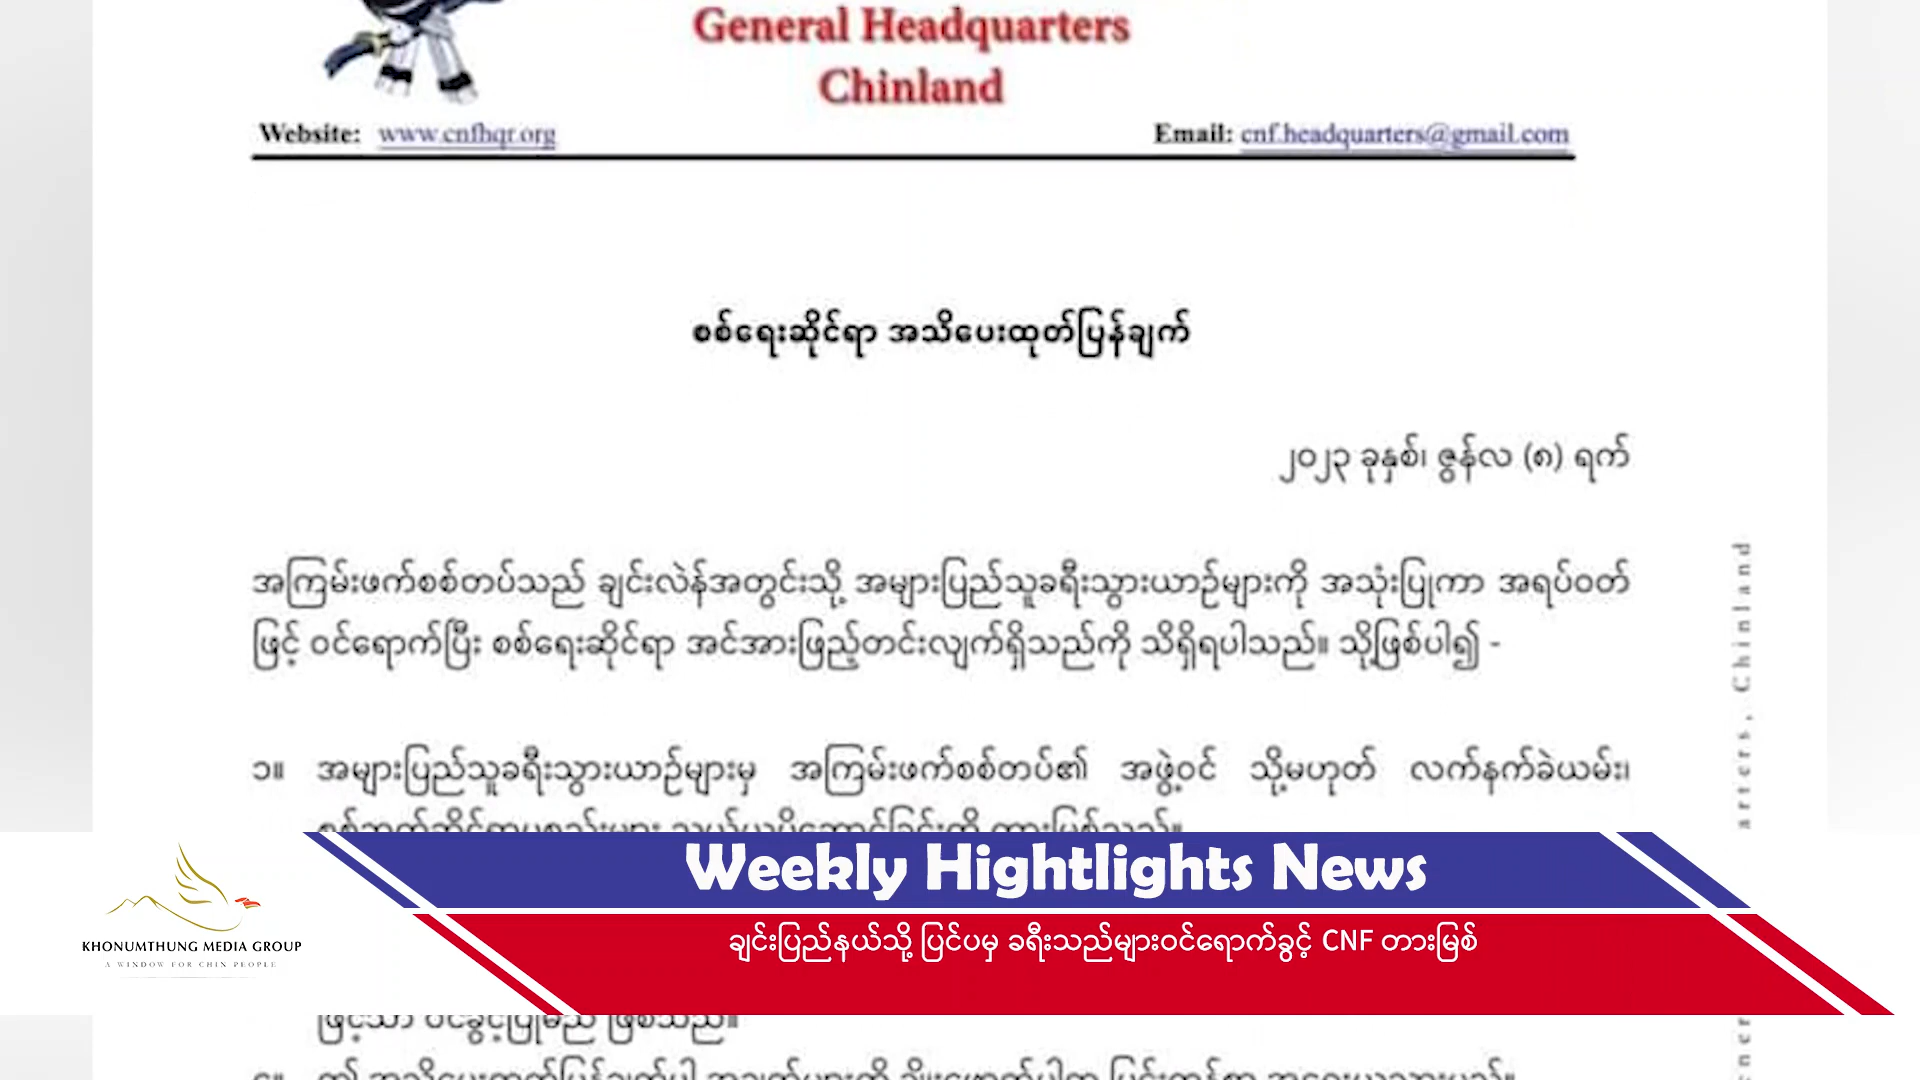 General Headquarters
Chinland
Website: www.cnfhqr.org Email: cnf.headquarters@gmail.com
စစ်ရေးဆိုင်ရာ အသိပေးထုတ်ပြန်ချက်
၂၀၂၃ ခုနှစ်၊ ဇွန်လ (၈) ရက်
အကြမ်းဖက်စစ်တပ်သည် ချင်းလဲန်အတွင်းသို့ အများပြည်သူခရီးသွားယာဉ်များကို အသုံးပြုကာ အရပ်ဝတ်
ဖြင့် ဝင်ရောက်ပြီး စစ်ရေးဆိုင်ရာ အင်အားဖြည့်တင်းလျက်ရှိသည်ကို သိရှိရပါသည်။ သို့ဖြစ်ပါ၍ -
၁။ အများပြည်သူခရီးသွားယာဉ်များမှ အကြမ်းဖက်စစ်တပ်၏ အဖွဲ့ဝင် သို့မဟုတ် လက်နက်ခဲယမ်း၊
Chinland
Weekly Hightlights News
ချင်းပြည်နယ်သို့ ပြင်ပမှ ခရီးသည်များဝင်ရောက်ခွင့် CNF တားမြစ်
KHONUMTHUNG MEDIA GROUP
A WINDOW FOR CHIN PEOPLE